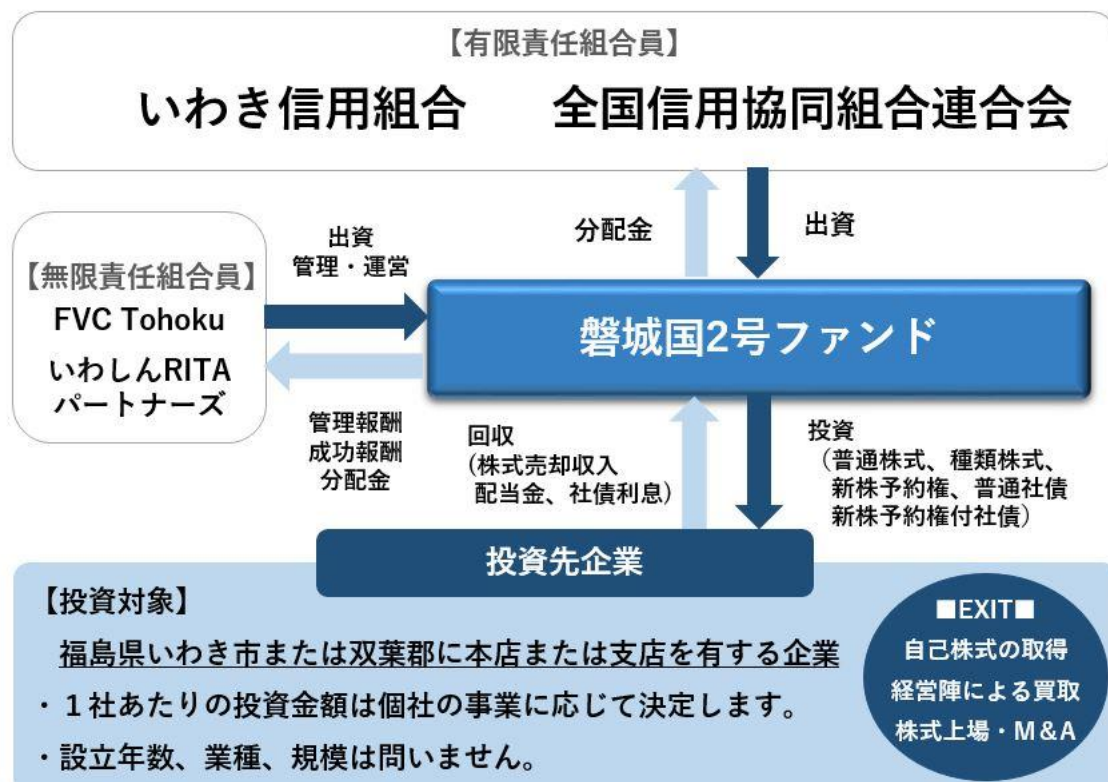 【有限責任組合員】
いわき信用組合　全国信用協同組合連合会
分配金
出資
【無限責任組合員】
FVC Tohoku
いわしんRITA
パートナーズ
出資
管理・運営
磐城国2号ファンド
管理報酬
成功報酬
分配金
回収
(株式売却収入
配当金、社債利息)
投資
(普通株式、種類株式、
新株予約権、普通社債
新株予約権付社債)
投資先企業
【投資対象】
福島県いわき市または双葉郡に本店または支店を有する企業
・１社あたりの投資金額は個社の事業に応じて決定します。
・設立年数、業種、規模は問いません。
■EXIT■
自己株式の取得
経営陣による買取
株式上場・M&A